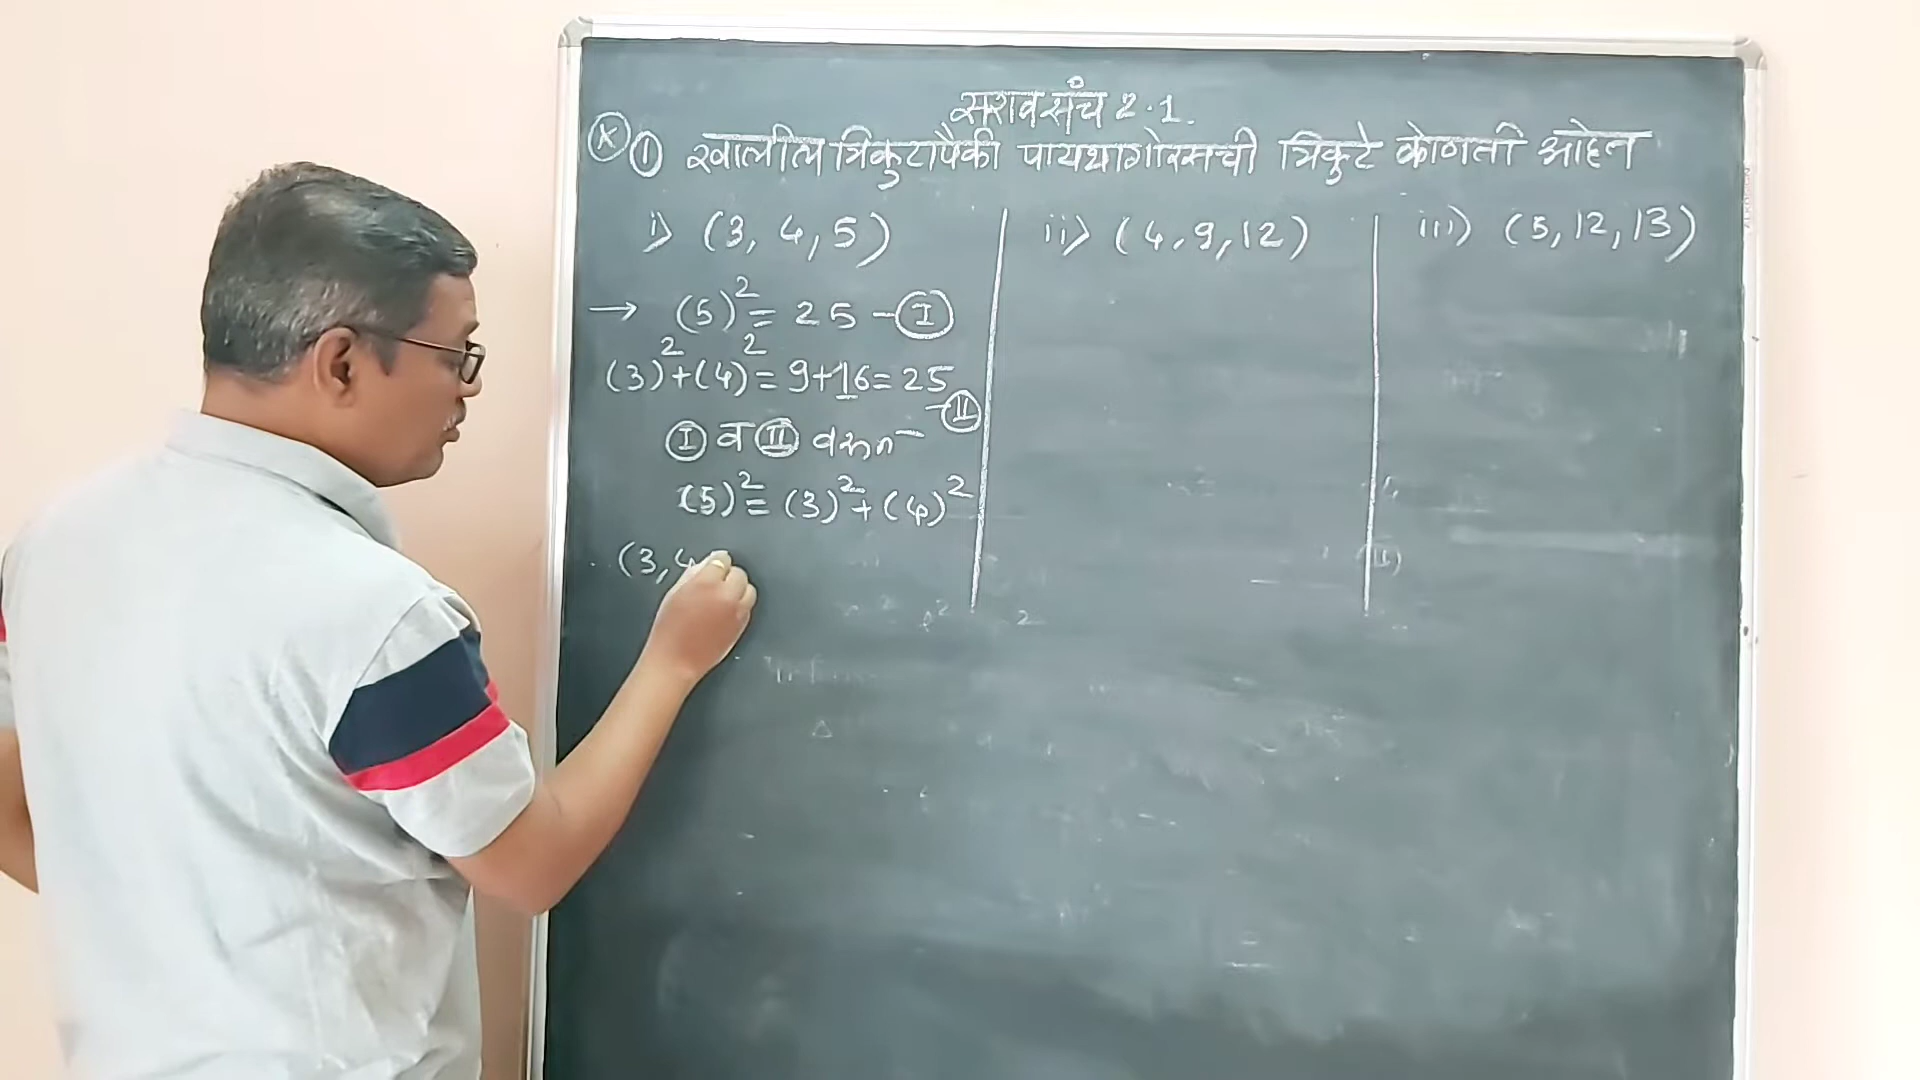 सरावसंच 2.1.
① खालील त्रिकुटापैकी पायथागोरसची त्रिकुटे कोणती आहेत
i) (3, 4, 5)
→ (5)² = 25 - Ⓘ
(3)² + (4)² = 9+16 = 25
- Ⓘ Ⓘ
Ⓘ व Ⅱ वरून
(5)² = (3)² + (4)²
(3, 4
ii) (4, 9, 12)
iii) (5, 12, 13)